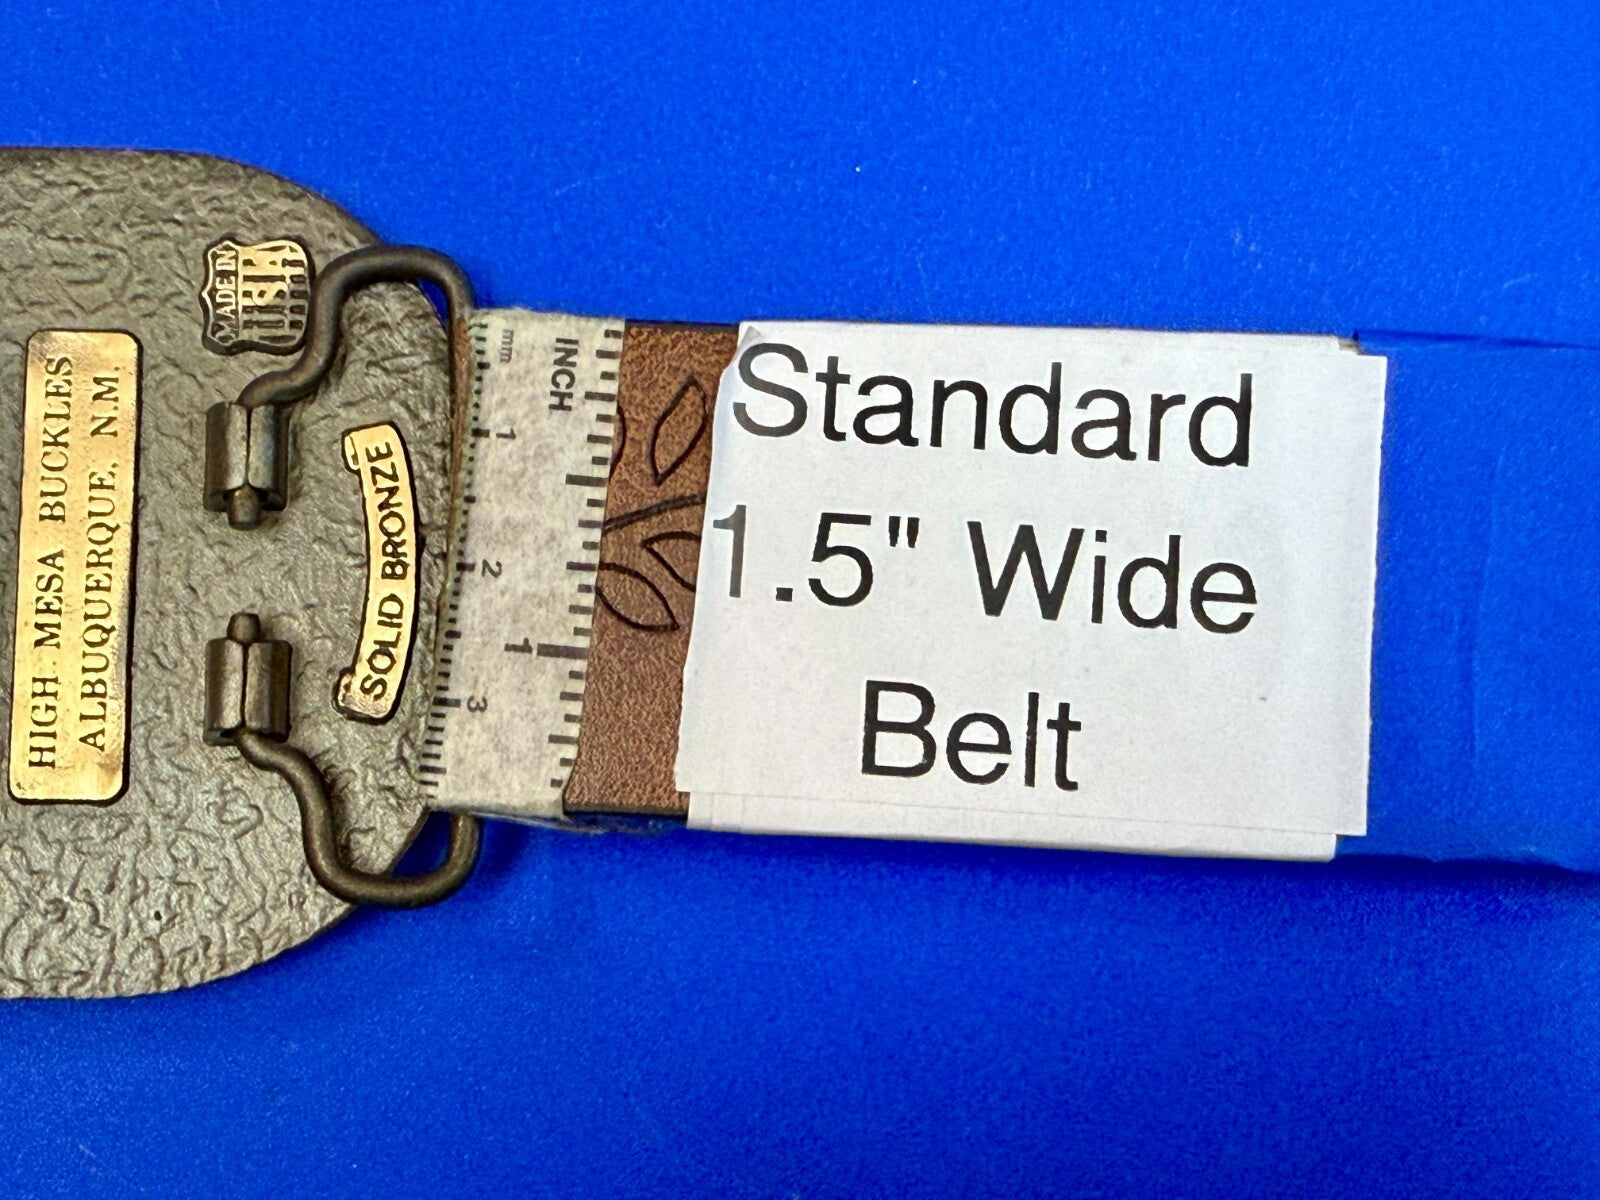 MADE IN
USA
HIGH MESA BUCKLES
ALBUQUERQUE, N.M.
SOLID BRONZE
mm
INCH
1
2
3
1
Standard
1.5" Wide
Belt